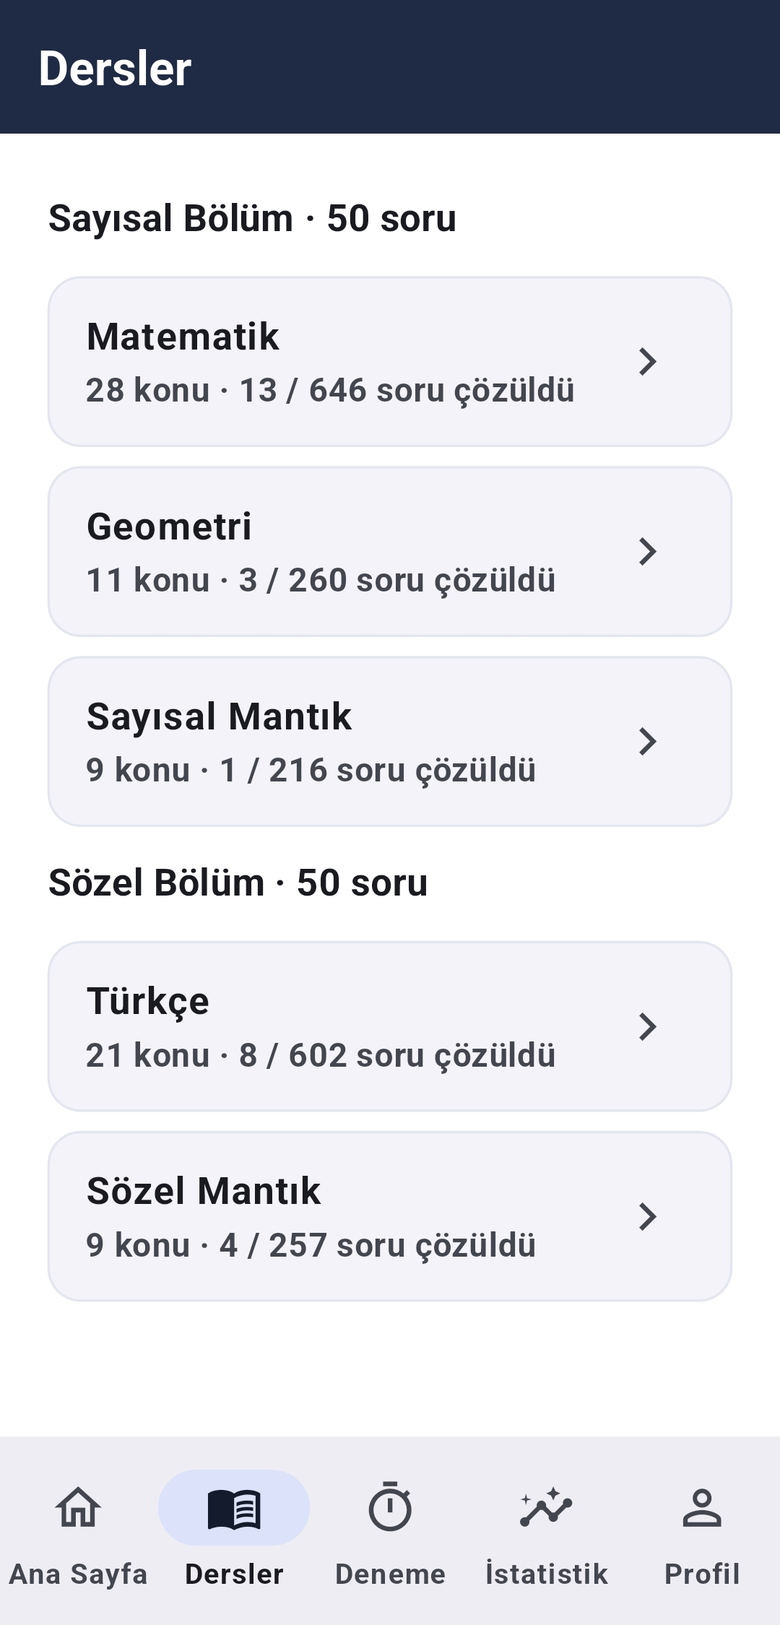 Dersler
Sayısal Bölüm · 50 soru
Matematik
28 konu · 13 / 646 soru çözüldü
Geometri
11 konu · 3 / 260 soru çözüldü
Sayısal Mantık
9 konu · 1 / 216 soru çözüldü
Sözel Bölüm · 50 soru
Türkçe
21 konu · 8 / 602 soru çözüldü
Sözel Mantık
9 konu · 4 / 257 soru çözüldü
Ana Sayfa Dersler Deneme İstatistik Profil